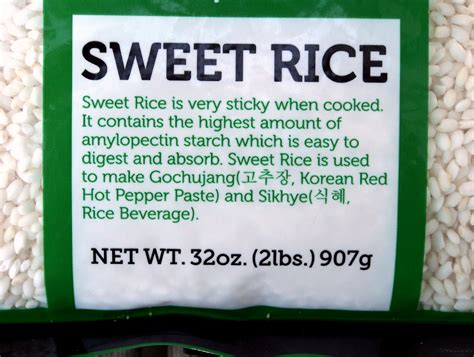 SWEET RICE
Sweet Rice is very sticky when cooked.
It contains the highest amount of
amylopectin starch which is easy to
digest and absorb. Sweet Rice is used
to make Gochujang(고추장, Korean Red
Hot Pepper Paste) and Sikhye(식혜,
Rice Beverage).
NET WT. 32oz. (2lbs.) 907g